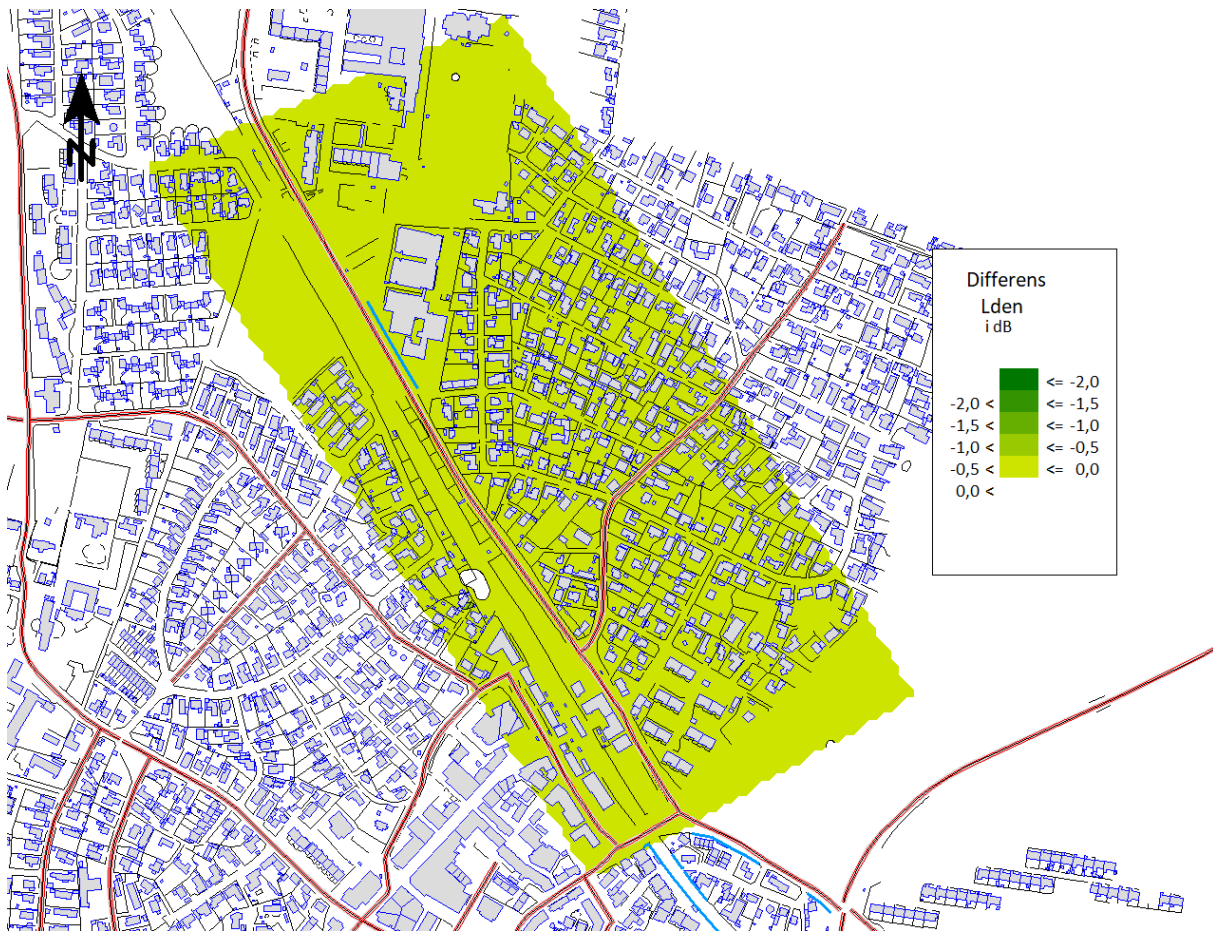 N
Differens
Lden
i dB
<= -2,0
-2,0 < <= -1,5
-1,5 < <= -1,0
-1,0 < <= -0,5
-0,5 < <= 0,0
0,0 <